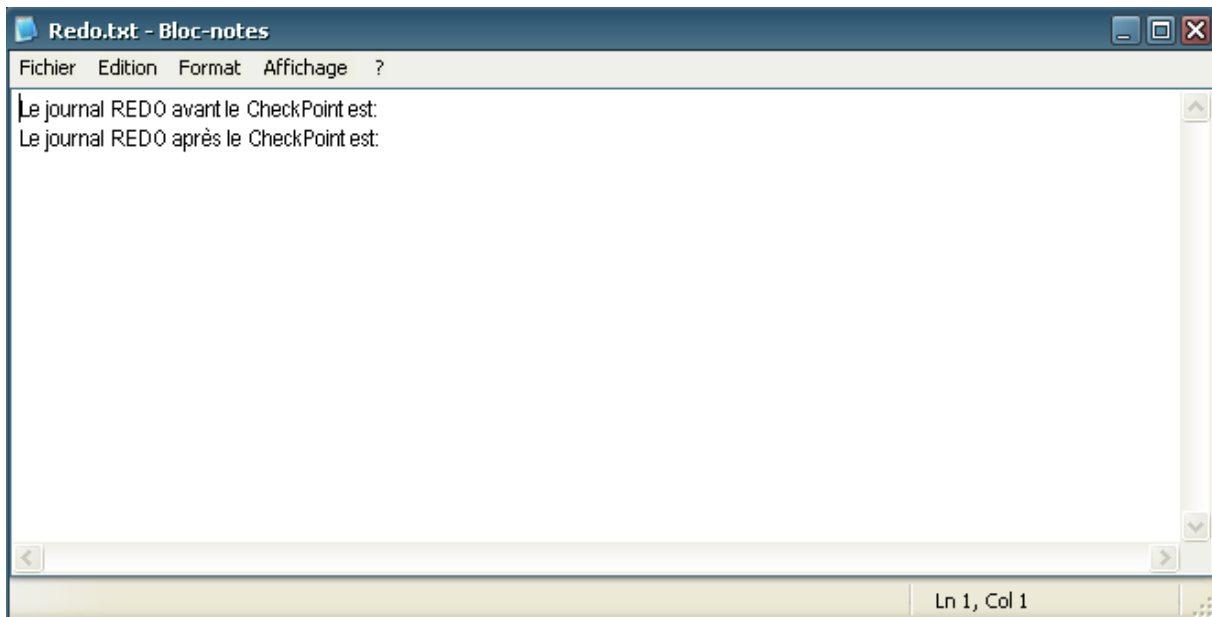 Redo.txt - Bloc-notes
Fichier Edition Format Affichage ?
Le journal REDO avant le CheckPoint est:
Le journal REDO après le CheckPoint est:
Ln 1, Col 1